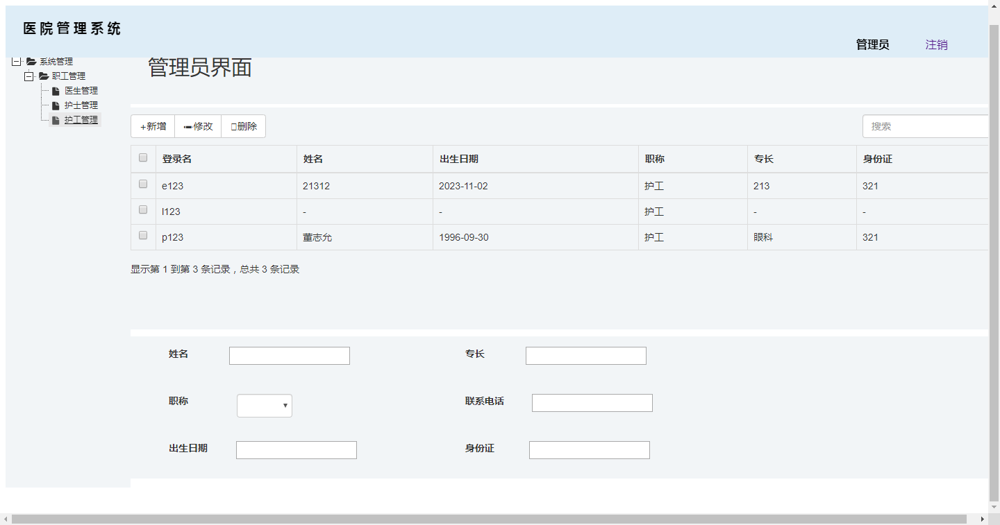 医院管理系统
管理员 注销
系统管理
职工管理
医生管理
护士管理
护工管理
管理员界面
+新增 修改 删除
搜索
登录名 姓名 出生日期 职称 专长 身份证
e123 21312 2023-11-02 护工 213 321
l123 - - 护工 - -
p123 董志允 1996-09-30 护工 眼科 321
显示第 1 到第 3 条记录，总共 3 条记录
姓名 专长
职称 联系电话
出生日期 身份证